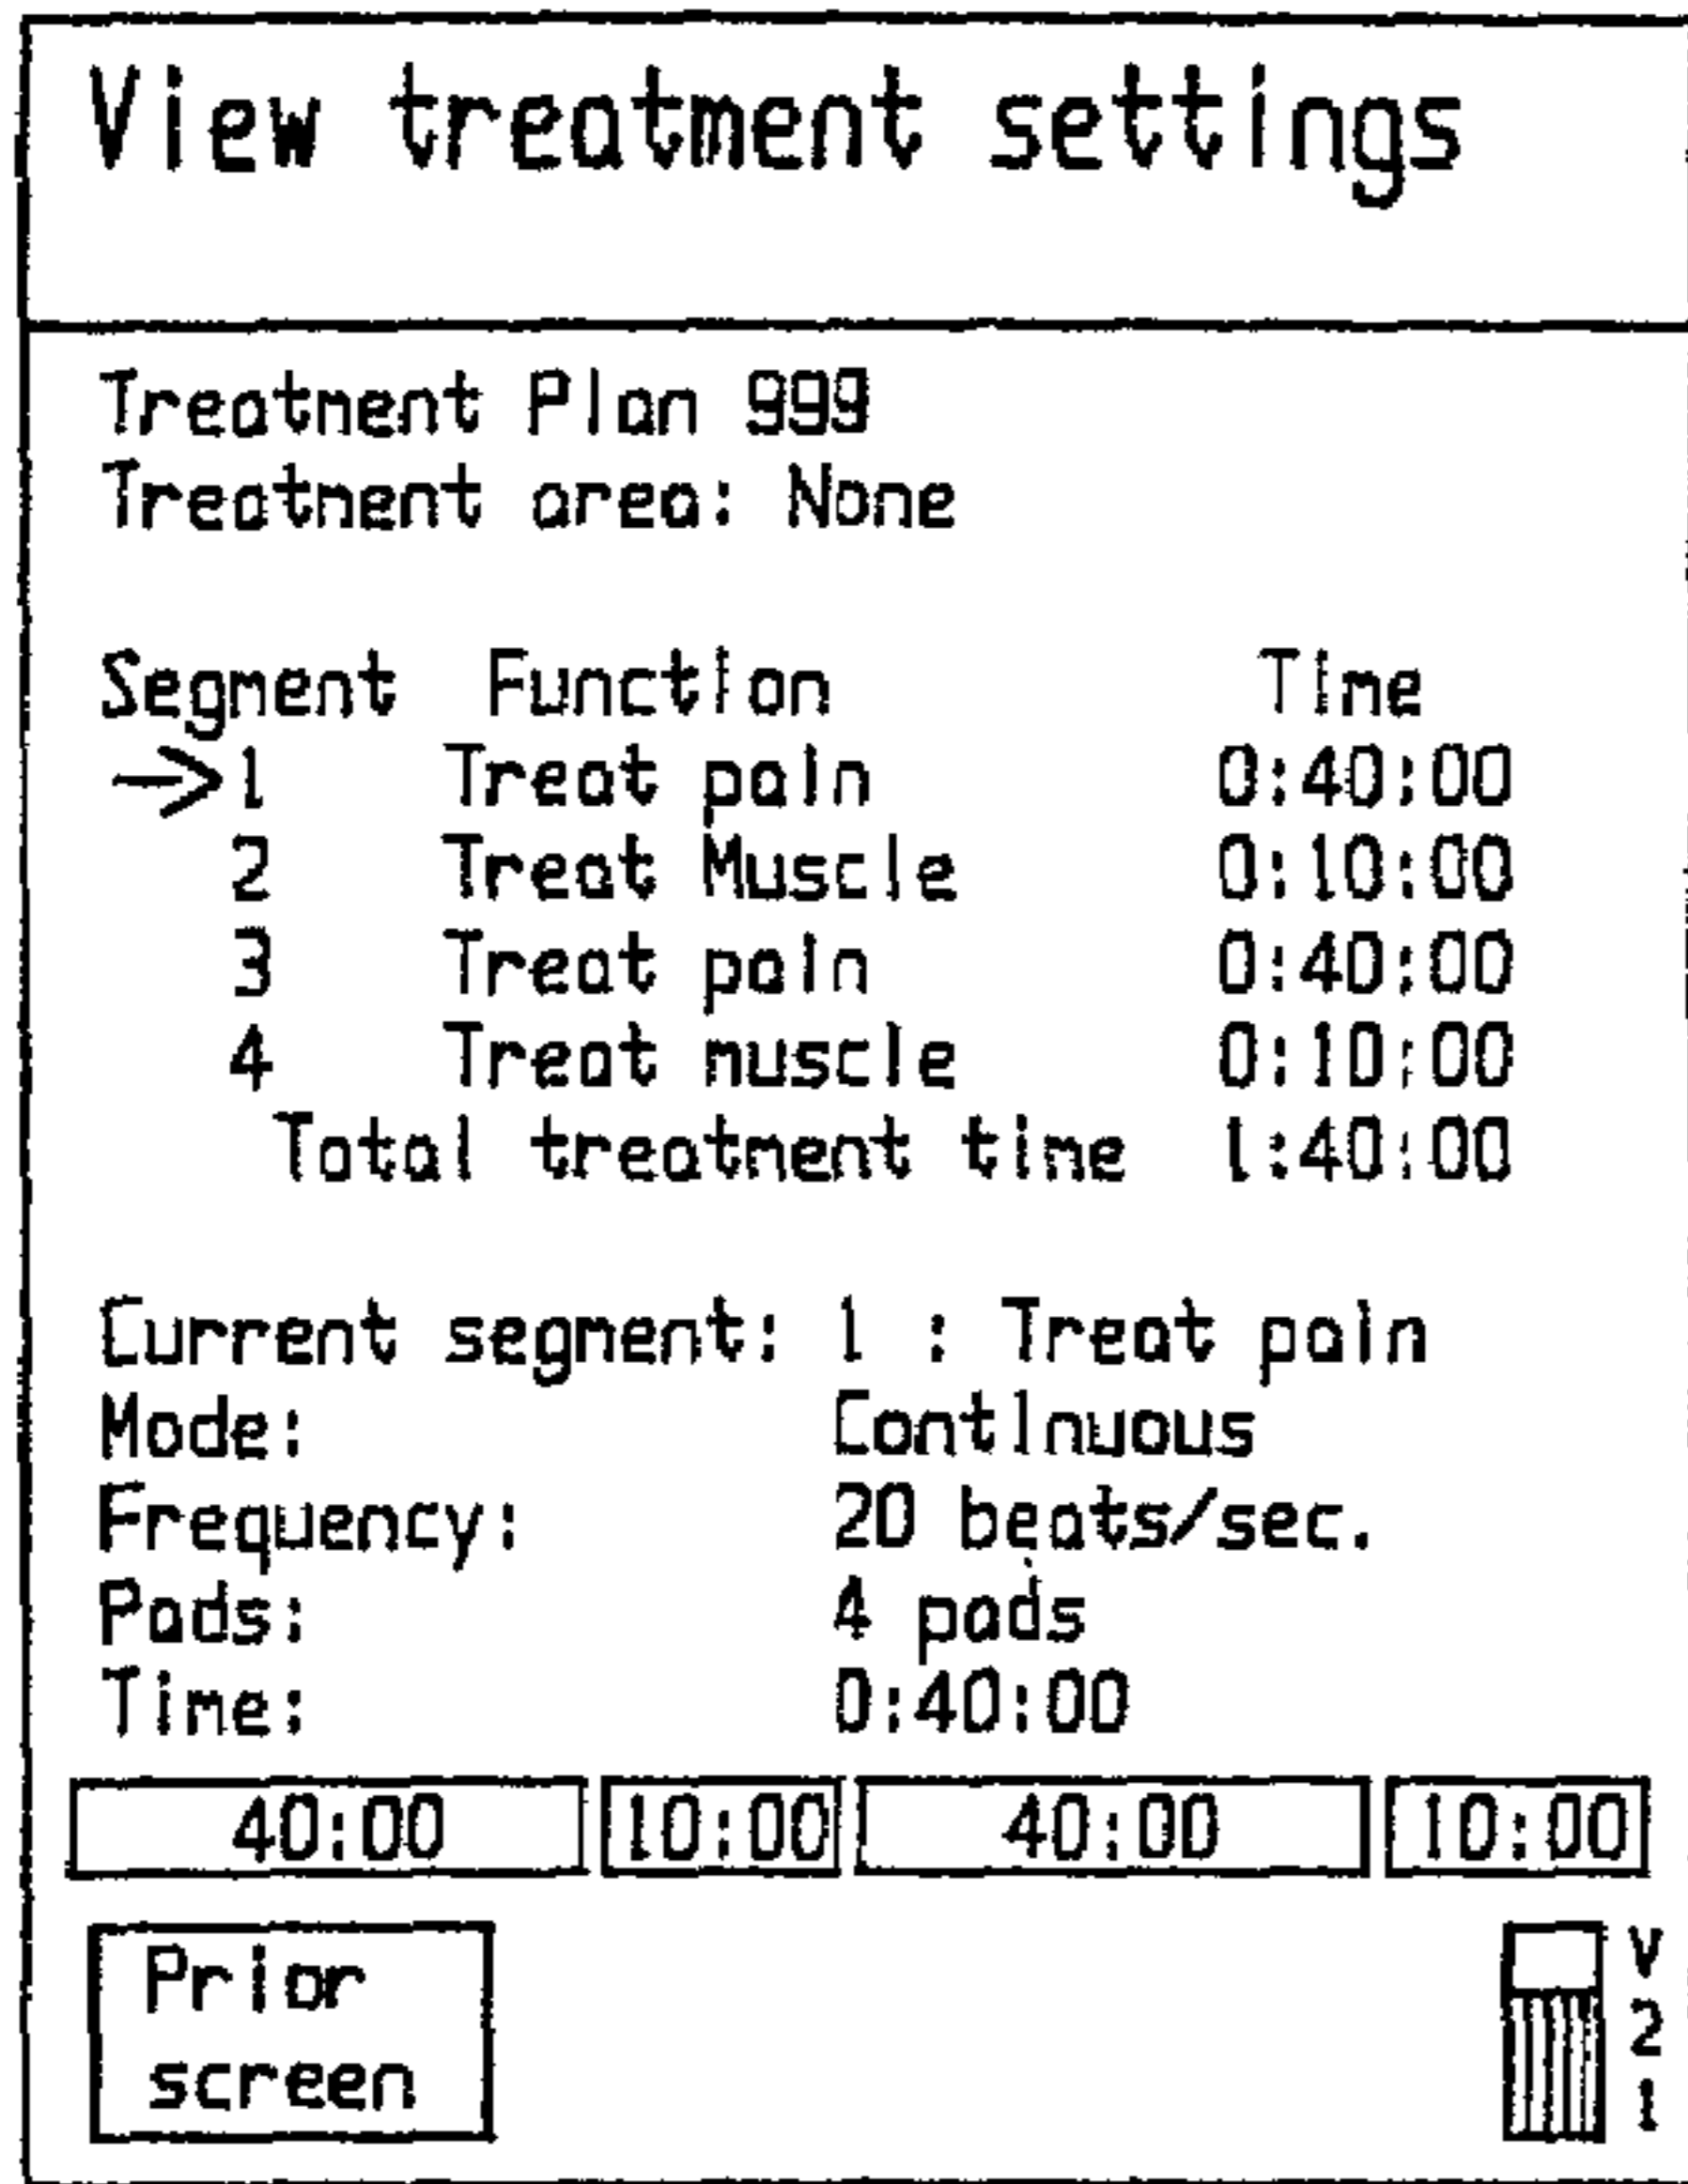 View treatment settings
Treatment Plan 999
Treatment area: None
Segment Function Time
->1 Treat pain 0:40:00
2 Treat Muscle 0:10:00
3 Treat pain 0:40:00
4 Treat muscle 0:10:00
Total treatment time 1:40:00
Current segment: 1 : Treat pain
Mode: Continuous
Frequency: 20 beats/sec.
Pads: 4 pads
Time: 0:40:00
40:00 10:00 40:00 10:00
Prior
screen
V
2
1